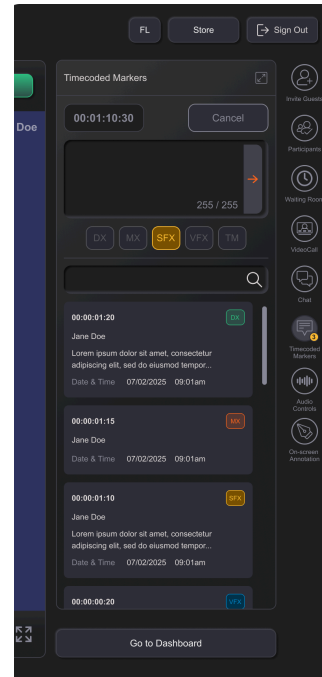 FL
Store
Sign Out
Timecoded Markers
Doe
00:01:10:30
Cancel
255 / 255
DX
MX
SFX
VFX
TM
00:00:01:20
DX
Jane Doe
Lorem ipsum dolor sit amet, consectetur
adipiscing elit, sed do eiusmod tempor...
Date & Time 07/02/2025 09:01am
00:00:01:15
MX
Jane Doe
Date & Time 07/02/2025 09:01am
00:00:01:10
SFX
Jane Doe
Lorem ipsum dolor sit amet, consectetur
adipiscing elit, sed do eiusmod tempor...
Date & Time 07/02/2025 09:01am
00:00:00:20
VFX
Go to Dashboard
Invite Guests
Participants
Waiting Room
VideoCall
Chat
3
Timecoded
Markers
Audio
Controls
On-screen
Annotation